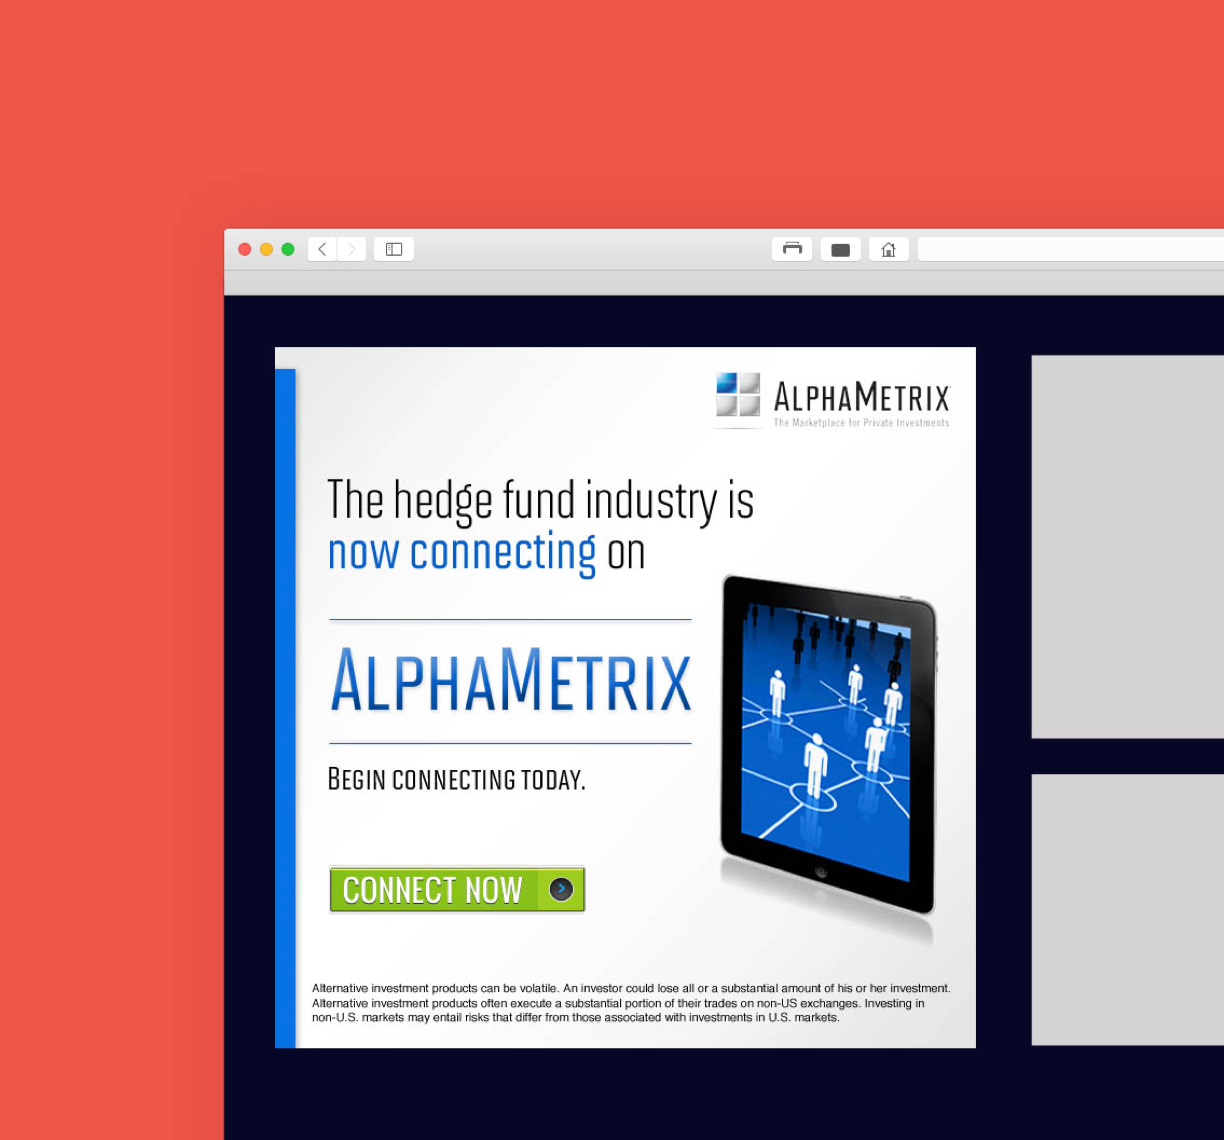 ALPHAMETRIX
The Marketplace for Private Investments
The hedge fund industry is
now connecting on
ALPHAMETRIX
BEGIN CONNECTING TODAY.
CONNECT NOW
Alternative investment products can be volatile. An investor could lose all or a substantial amount of his or her investment.
Alternative investment products often execute a substantial portion of their trades on non-US exchanges. Investing in
non-U.S. markets may entail risks that differ from those associated with investments in U.S. markets.